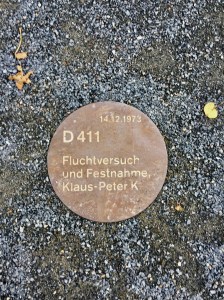 14.12.1973
D 411
Fluchtversuch
und Festnahme,
Klaus-Peter K